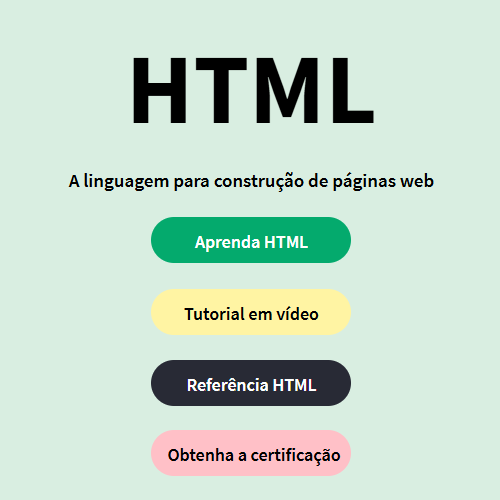 HTML
A linguagem para construção de páginas web
Aprenda HTML
Tutorial em vídeo
Referência HTML
Obtenha a certificação